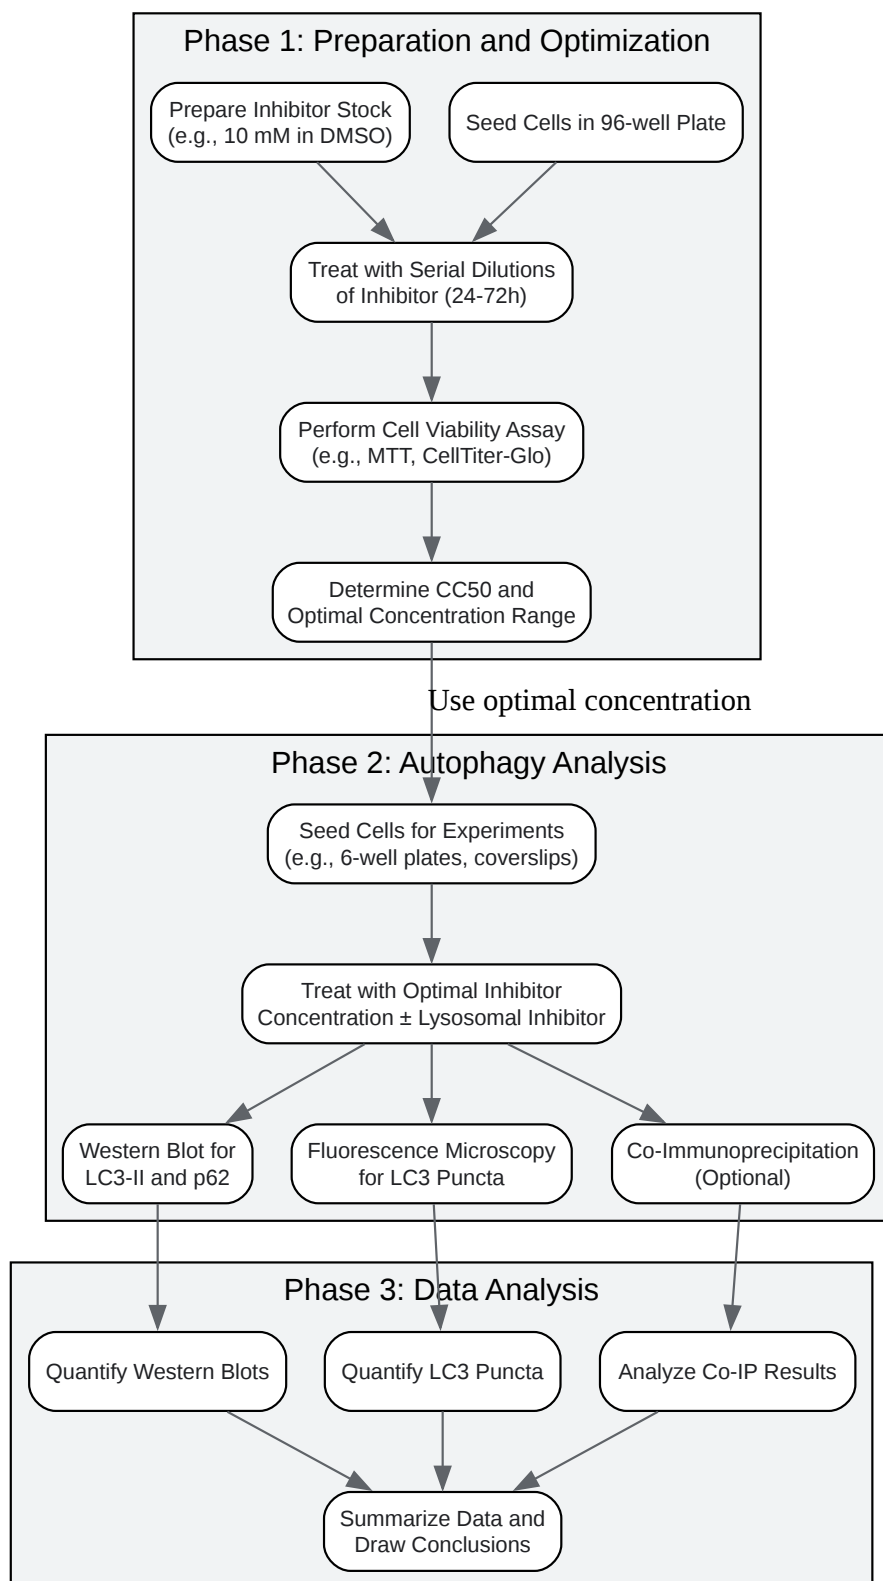 Phase 1: Preparation and Optimization
Prepare Inhibitor Stock
(e.g., 10 mM in DMSO)
Seed Cells in 96-well Plate
Treat with Serial Dilutions
of Inhibitor (24-72h)
Perform Cell Viability Assay
(e.g., MTT, CellTiter-Glo)
Determine CC50 and
Optimal Concentration Range
Use optimal concentration
Phase 2: Autophagy Analysis
Seed Cells for Experiments
(e.g., 6-well plates, coverslips)
Treat with Optimal Inhibitor
Concentration ± Lysosomal Inhibitor
Western Blot for
LC3-II and p62
Fluorescence Microscopy
for LC3 Puncta
Co-Immunoprecipitation
(Optional)
Phase 3: Data Analysis
Quantify Western Blots
Quantify LC3 Puncta
Analyze Co-IP Results
Summarize Data and
Draw Conclusions